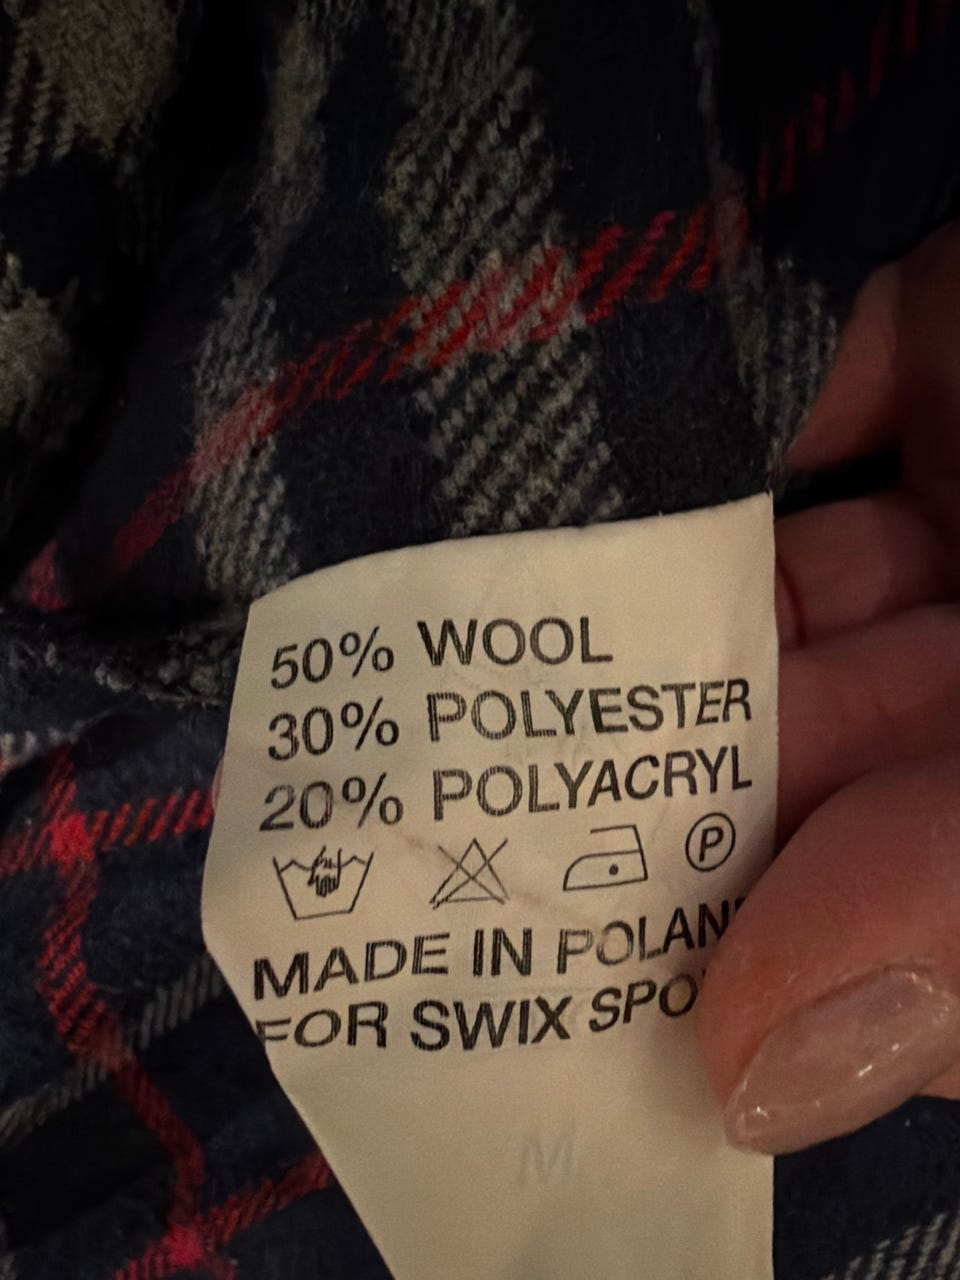 50% WOOL
30% POLYESTER
20% POLYACRYL
P
MADE IN POLAN
FOR SWIX SPO
M